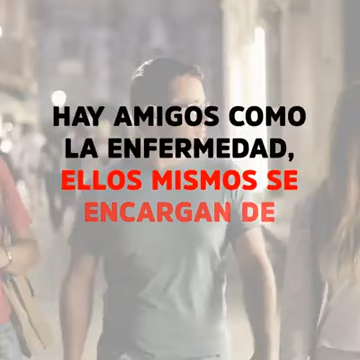 HAY AMIGOS COMO
LA ENFERMEDAD,
ELLOS MISMOS SE
ENCARGAN DE